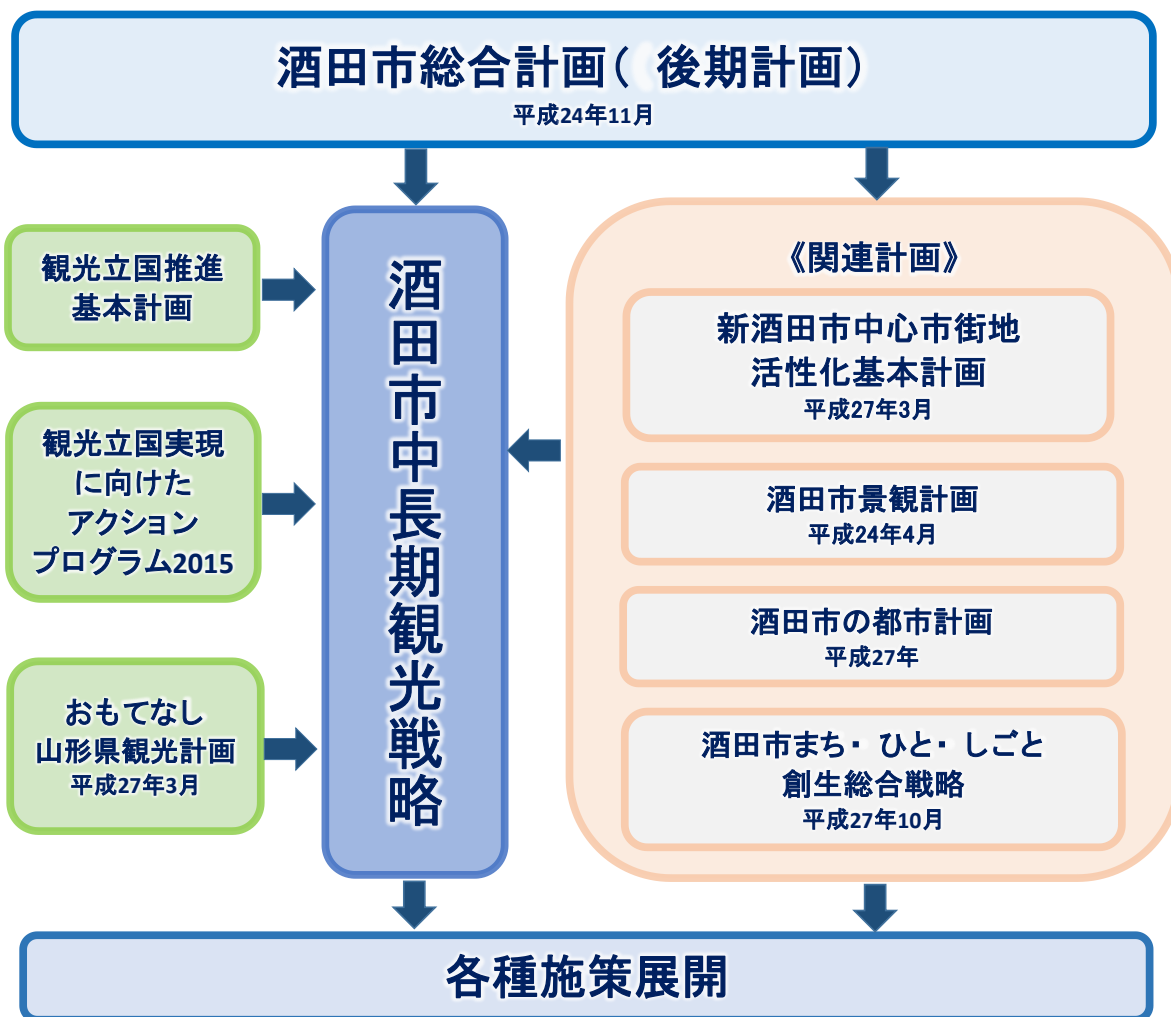 酒田市総合計画(後期計画)
平成24年11月
観光立国推進
基本計画
観光立国実現
に向けた
アクション
プログラム2015
おもてなし
山形県観光計画
平成27年3月
酒田市中長期観光戦略
《関連計画》
新酒田市中心市街地
活性化基本計画
平成27年3月
酒田市景観計画
平成24年4月
酒田市の都市計画
平成27年
酒田市まち・ひと・しごと
創生総合戦略
平成27年10月
各種施策展開